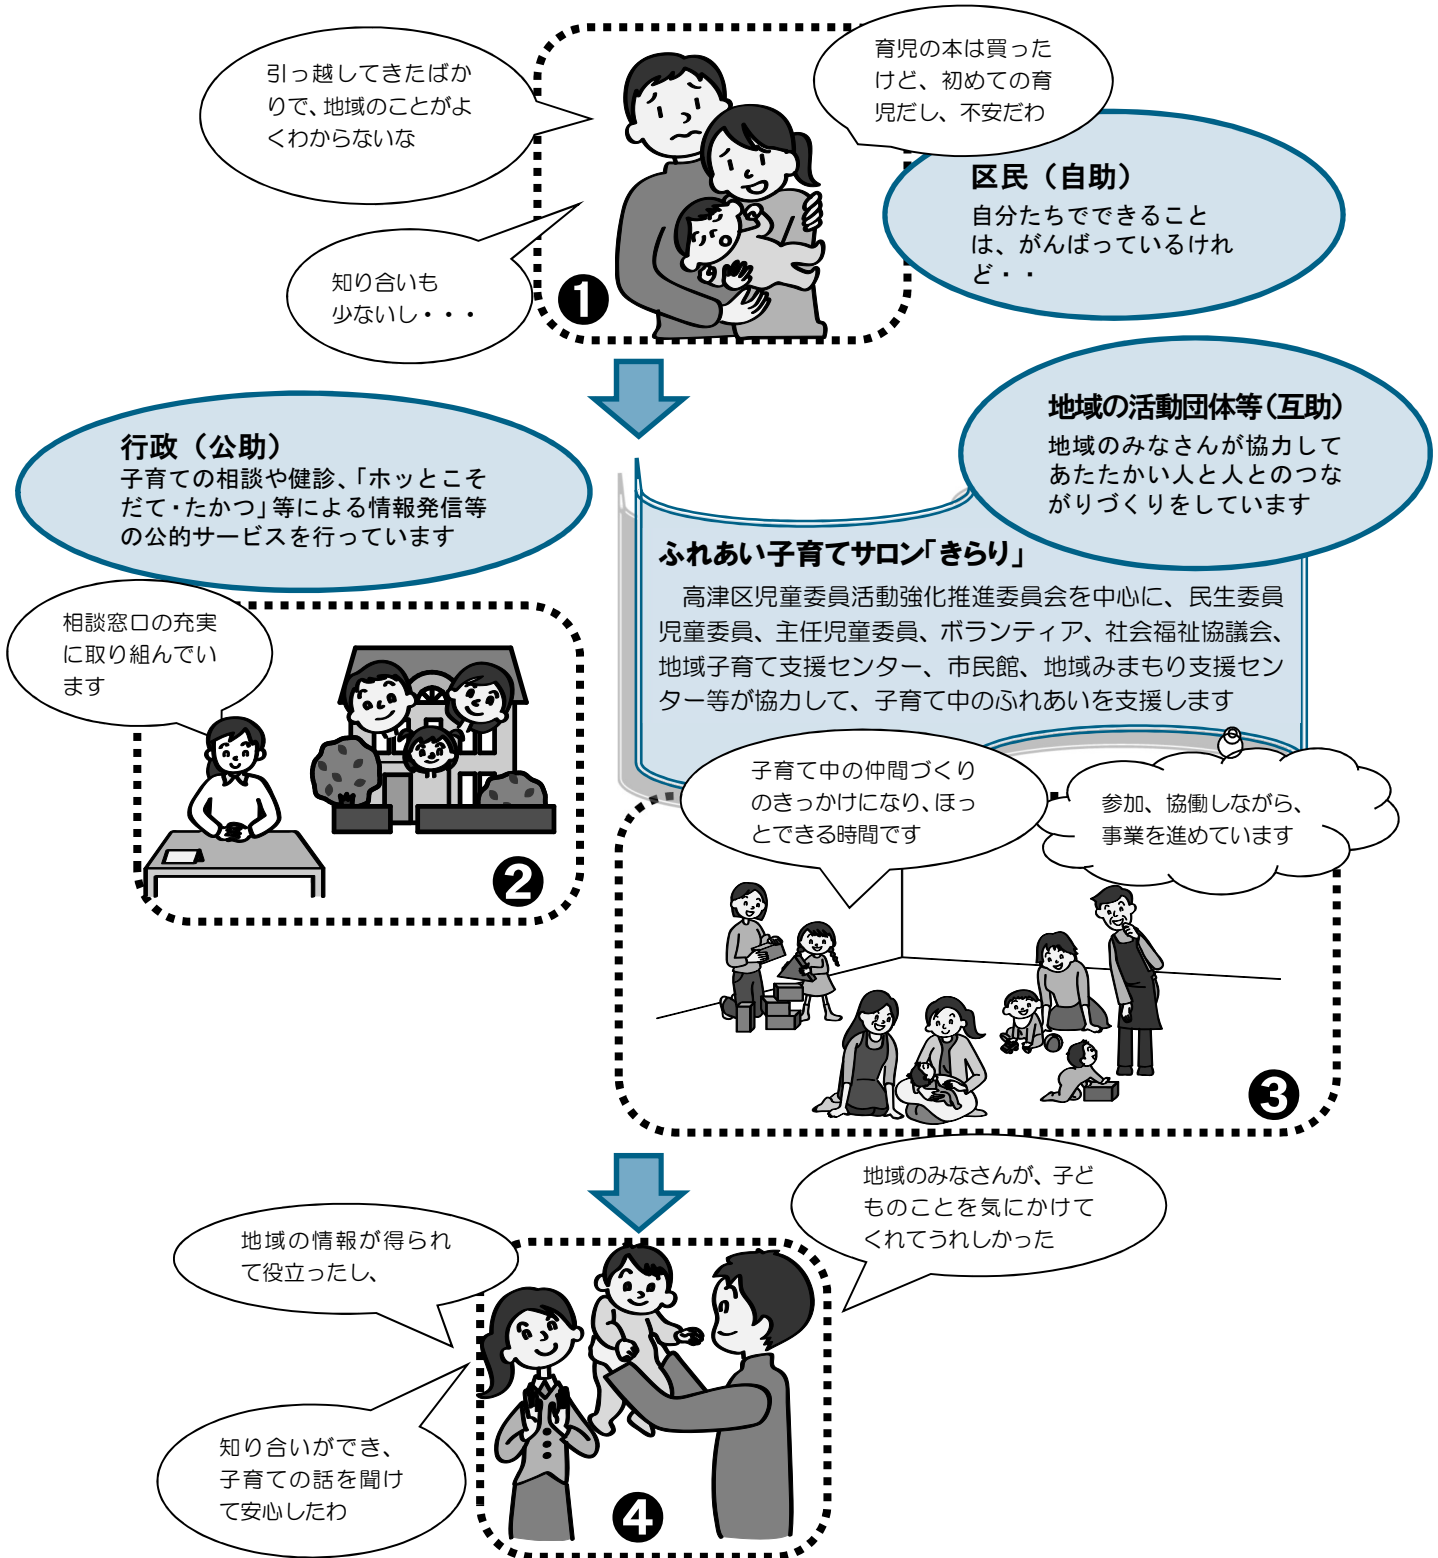 引っ越してきたばか
りで、地域のことがよ
くわからないな
育児の本は買った
けど、初めての育
児だし、不安だわ
区民（自助）
自分たちでできること
は、がんばっているけれ
ど・・
知り合いも
少ないし・・・
❶
地域の活動団体等（互助）
地域のみなさんが協力して
あたたかい人と人とのつな
がりづくりをしています
行政（公助）
子育ての相談や健診、「ホッとこそ
だて・たかつ」等による情報発信等
の公的サービスを行っています
ふれあい子育てサロン「きらり」
高津区児童委員活動強化推進委員会を中心に、民生委員
児童委員、主任児童委員、ボランティア、社会福祉協議会、
地域子育て支援センター、市民館、地域みまもり支援セン
ター等が協力して、子育て中のふれあいを支援します
相談窓口の充実
に取り組んでい
ます
❷
子育て中の仲間づくり
のきっかけになり、ほっ
とできる時間です
参加、協働しながら、
事業を進めています
❸
地域のみなさんが、子ど
ものことを気にかけて
くれてうれしかった
地域の情報が得られ
て役立ったし、
知り合いができ、
子育ての話を聞け
て安心したわ
❹